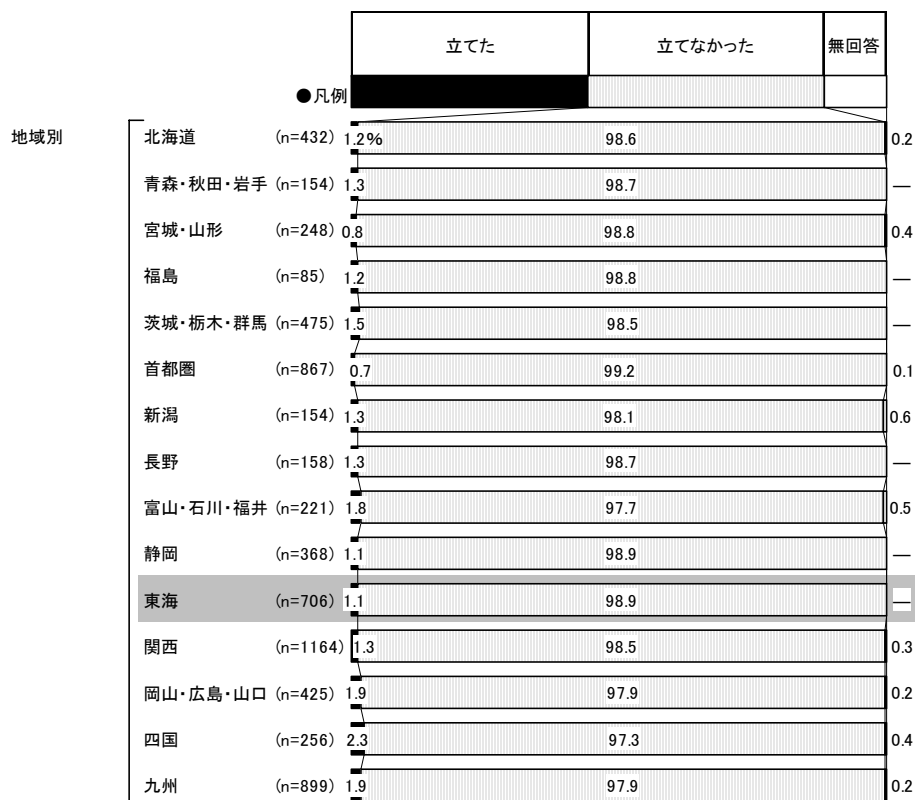 立てた 立てなかった 無回答
●凡例
地域別 北海道 (n=432) 1.2% 98.6 0.2
青森・秋田・岩手 (n=154) 1.3 98.7 —
宮城・山形 (n=248) 0.8 98.8 0.4
福島 (n=85) 1.2 98.8 —
茨城・栃木・群馬 (n=475) 1.5 98.5 —
首都圏 (n=867) 0.7 99.2 0.1
新潟 (n=154) 1.3 98.1 0.6
長野 (n=158) 1.3 98.7 —
富山・石川・福井 (n=221) 1.8 97.7 0.5
静岡 (n=368) 1.1 98.9 —
東海 (n=706) 1.1 98.9 —
関西 (n=1164) 1.3 98.5 0.3
岡山・広島・山口 (n=425) 1.9 97.9 0.2
四国 (n=256) 2.3 97.3 0.4
九州 (n=899) 1.9 97.9 0.2